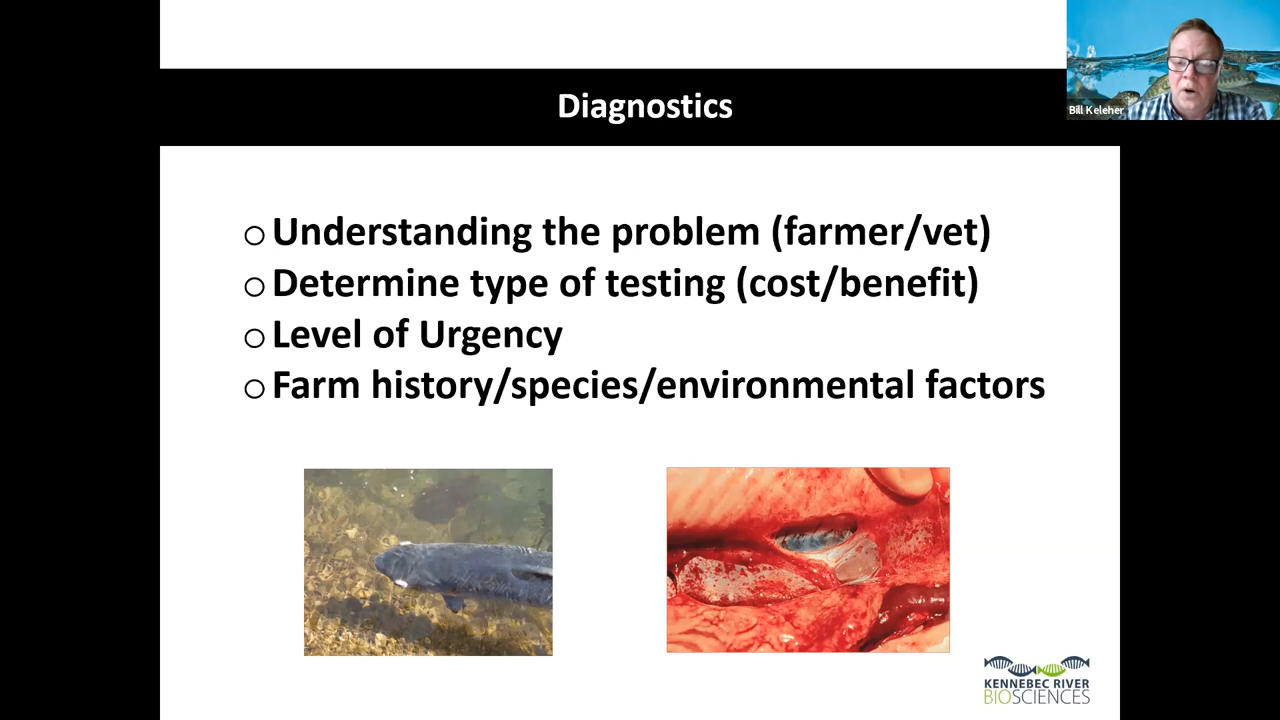 Diagnostics
Bill Keleher
Understanding the problem (farmer/vet)
Determine type of testing (cost/benefit)
Level of Urgency
Farm history/species/environmental factors
KENNEBEC RIVER
BIOSCIENCES